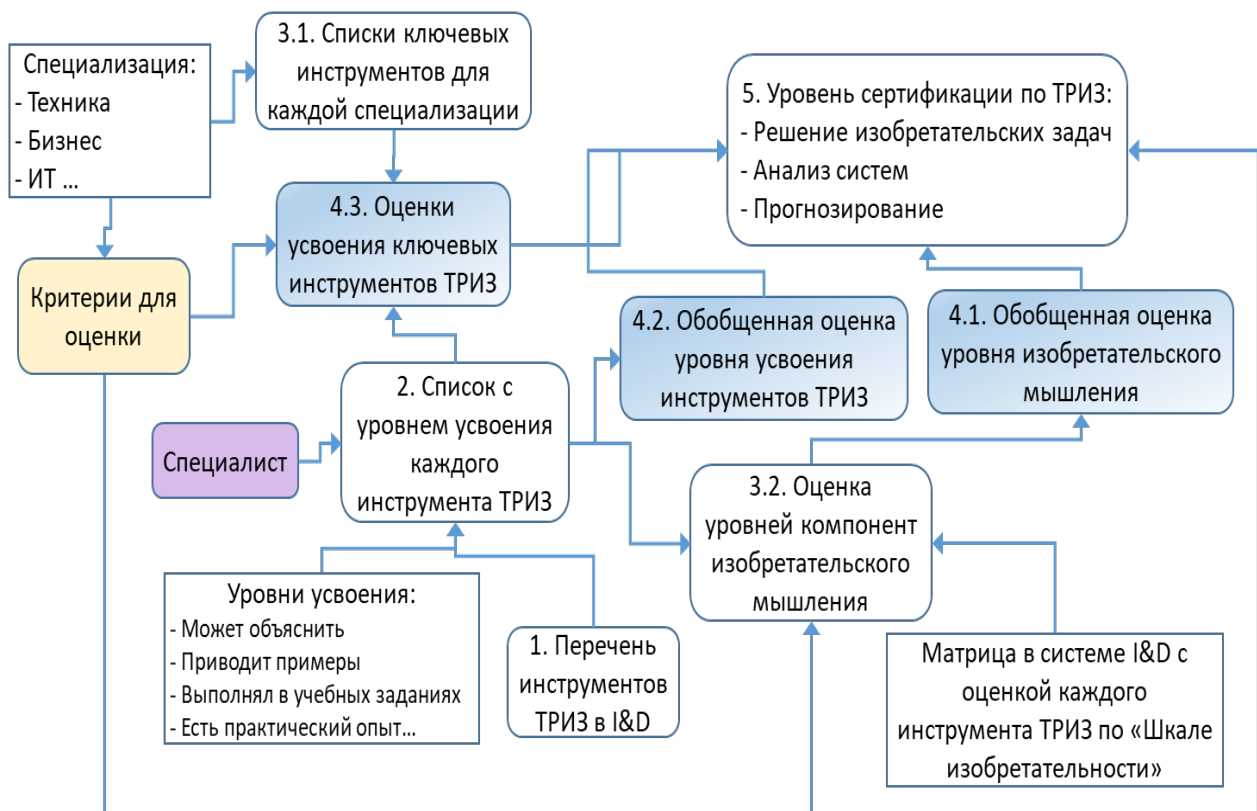 Специализация:
- Техника
- Бизнес
- ИТ ...
3.1. Списки ключевых
инструментов для
каждой специализации
5. Уровень сертификации по ТРИЗ:
- Решение изобретательских задач
- Анализ систем
- Прогнозирование
4.3. Оценки
усвоения ключевых
инструментов ТРИЗ
Критерии для
оценки
4.2. Обобщенная оценка
уровня усвоения
инструментов ТРИЗ
4.1. Обобщенная оценка
уровня изобретательского
мышления
2. Список с
уровнем усвоения
каждого
инструмента ТРИЗ
Специалист
3.2. Оценка
уровней компонент
изобретательского
мышления
Уровни усвоения:
- Может объяснить
- Приводит примеры
- Выполнял в учебных заданиях
- Есть практический опыт...
1. Перечень
инструментов
ТРИЗ в I&D
Матрица в системе I&D с
оценкой каждого
инструмента ТРИЗ по «Шкале
изобретательности»